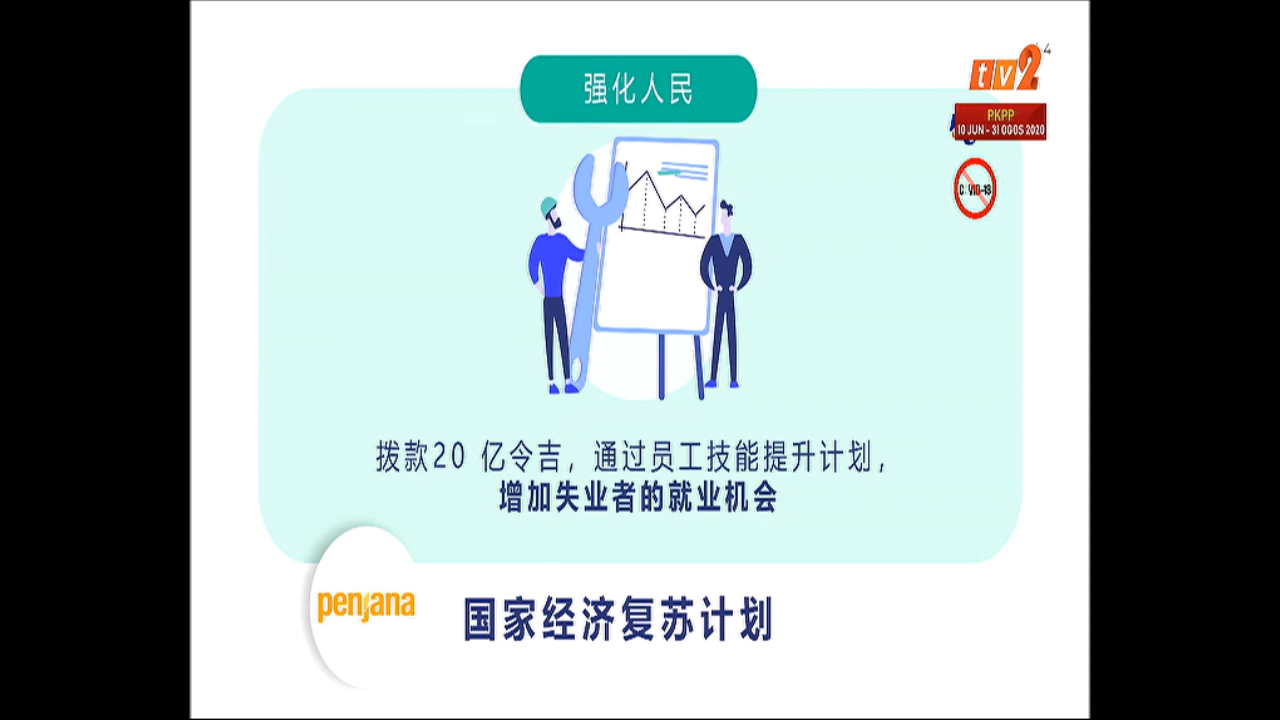 强化人民
tv2
PKPP
10 JUN - 31 OGOS 2020
COVID-19
拨款20 亿令吉，通过员工技能提升计划，
增加失业者的就业机会
penjana
国家经济复苏计划